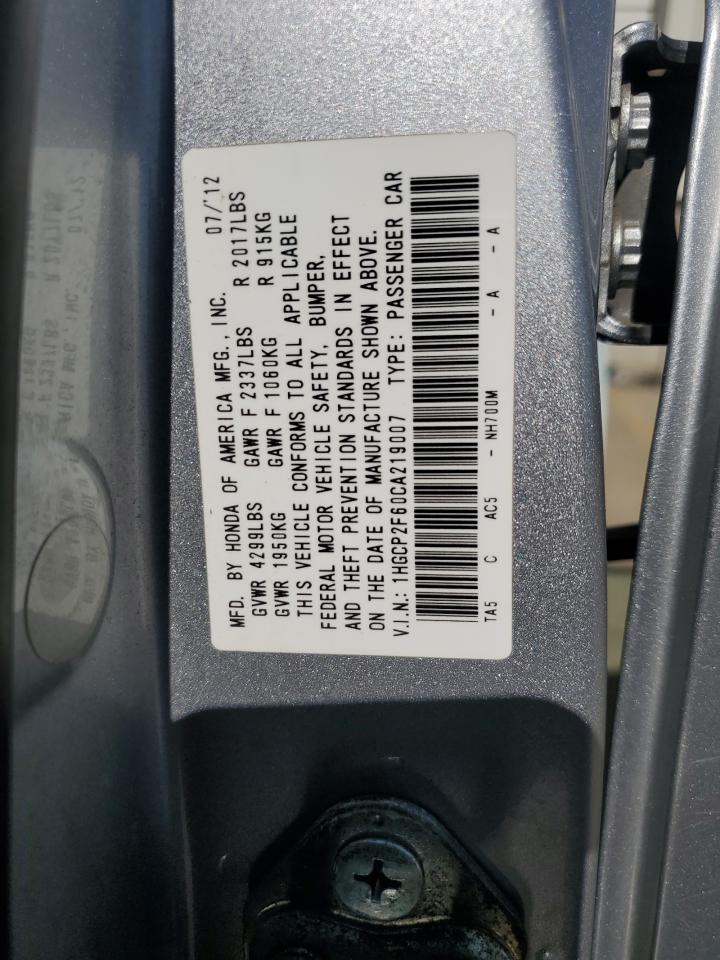 MFD. BY HONDA OF AMERICA MFG., INC. 07/'12
GVWR 4299LBS GAWR F 2337LBS R 2017LBS
GVWR 1950KG GAWR F 1060KG R 915KG
THIS VEHICLE CONFORMS TO ALL APPLICABLE
FEDERAL MOTOR VEHICLE SAFETY, BUMPER,
AND THEFT PREVENTION STANDARDS IN EFFECT
ON THE DATE OF MANUFACTURE SHOWN ABOVE.
V.I.N.: 1HGCP2F60CA219007 TYPE: PASSENGER CAR
TA5 C AC5 - NH700M - A - A